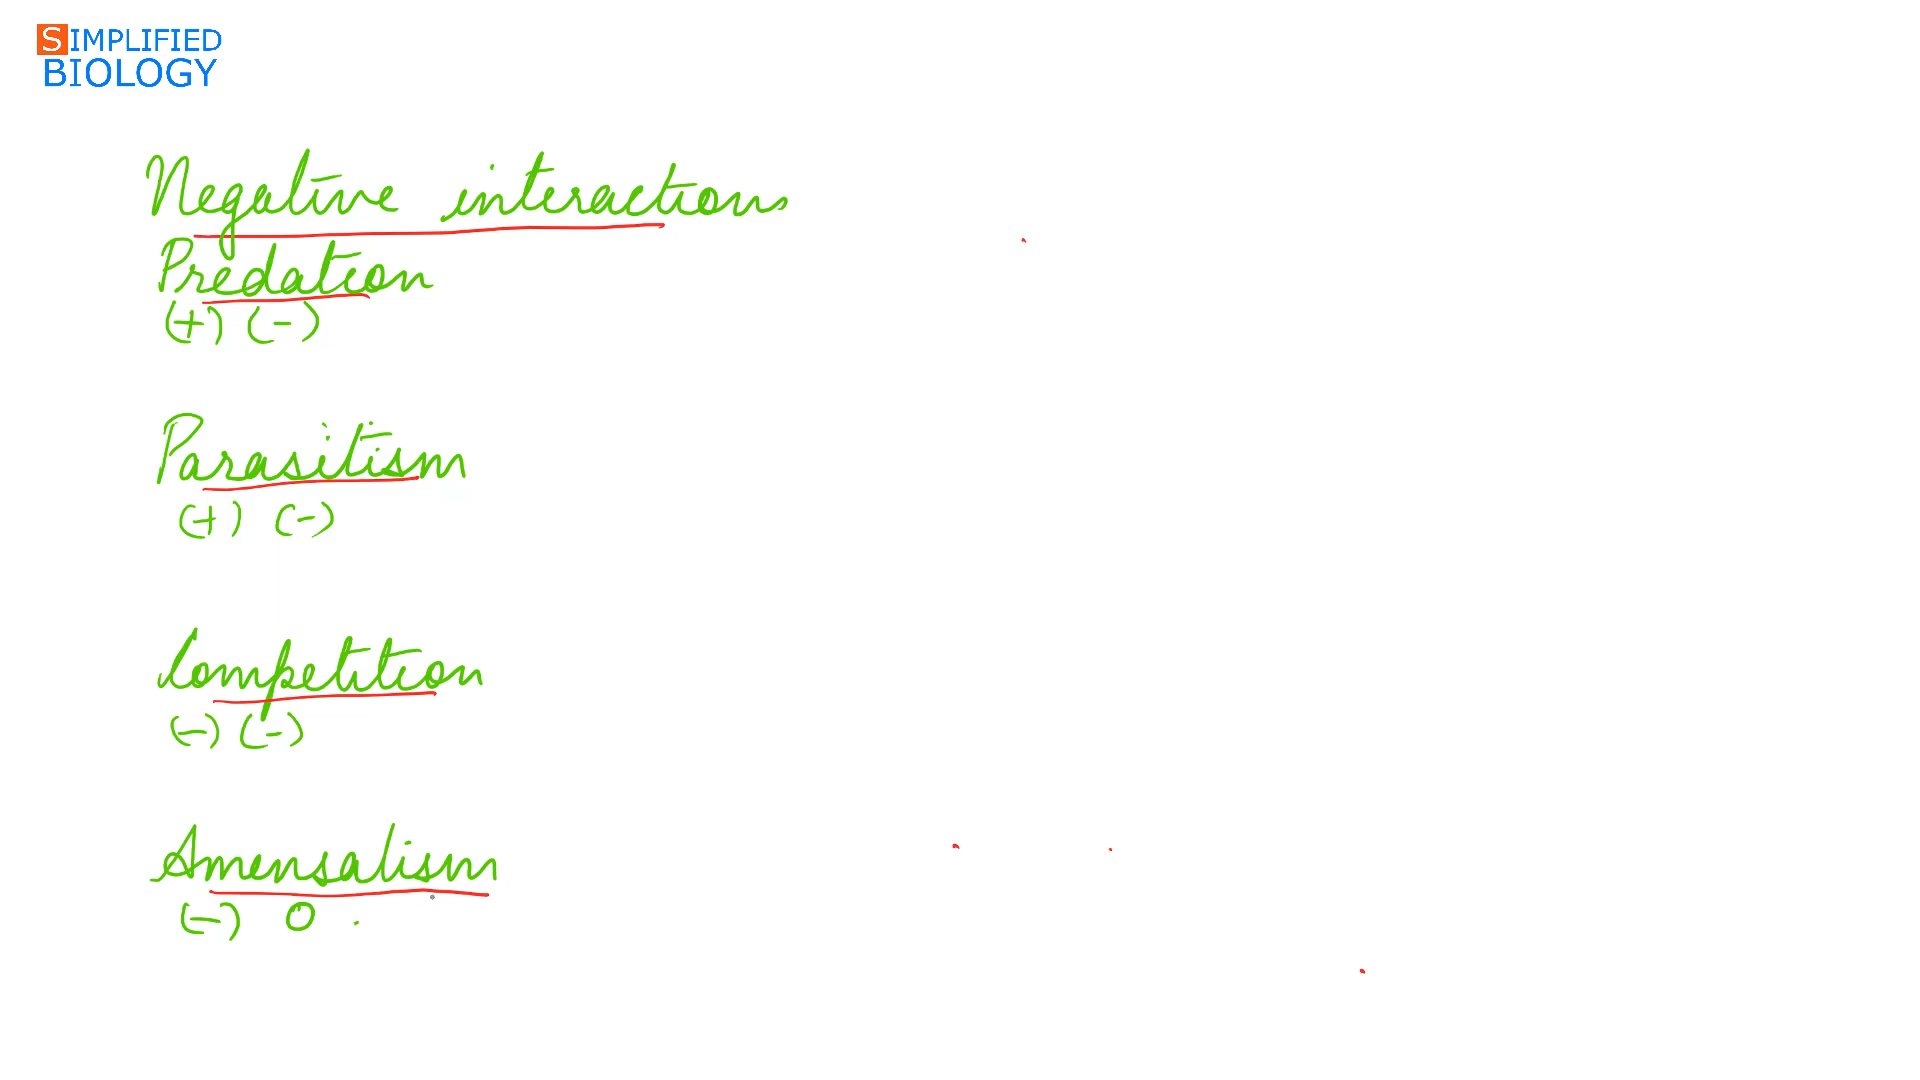 SIMPLIFIED
BIOLOGY
Negative interactions
Predation
(+) (-)
Parasitism
(+) (-)
Competition
(-) (-)
Amensalism
(-) 0